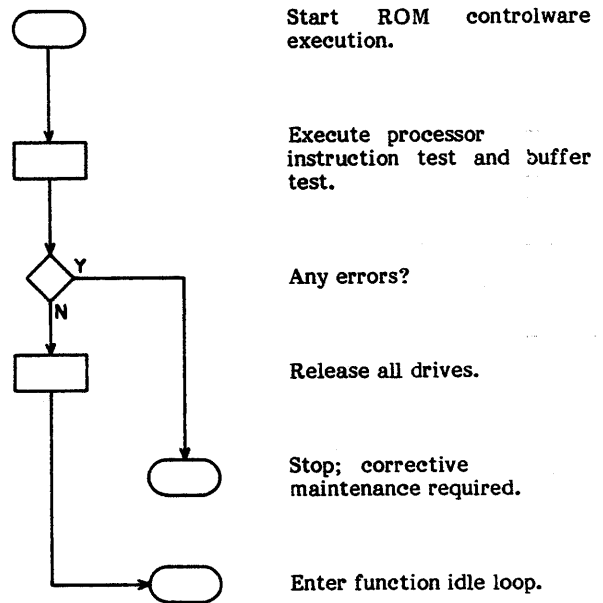 Start ROM controlware
execution.
Execute processor
instruction test and buffer
test.
Y
Any errors?
N
Release all drives.
Stop; corrective
maintenance required.
Enter function idle loop.